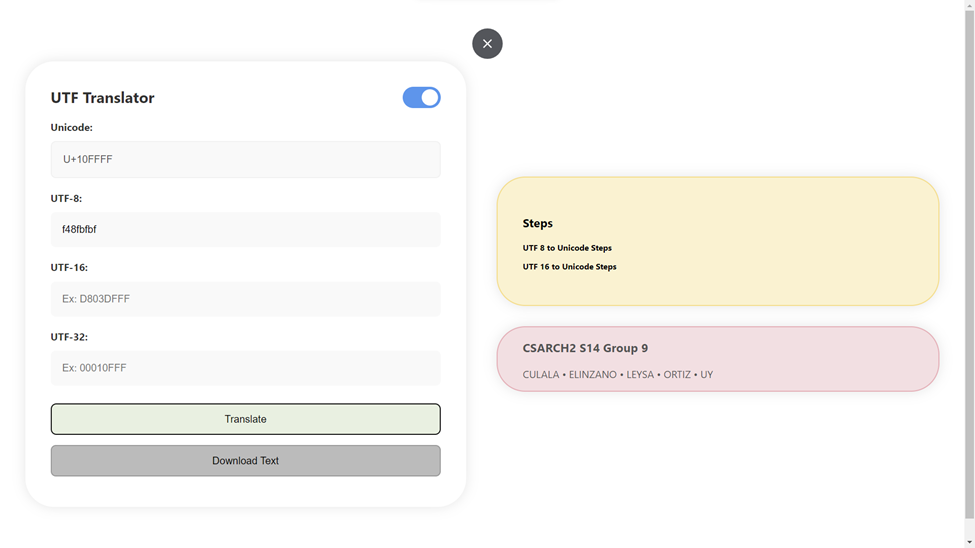 UTF Translator
Unicode:
U+10FFFF
UTF-8:
f48fbfbf
UTF-16:
Ex: D803DFFF
UTF-32:
Ex: 00010FFF
Translate
Download Text
Steps
UTF 8 to Unicode Steps
UTF 16 to Unicode Steps
CSARCH2 S14 Group 9
CULALA • ELINZANO • LEYSA • ORTIZ • UY